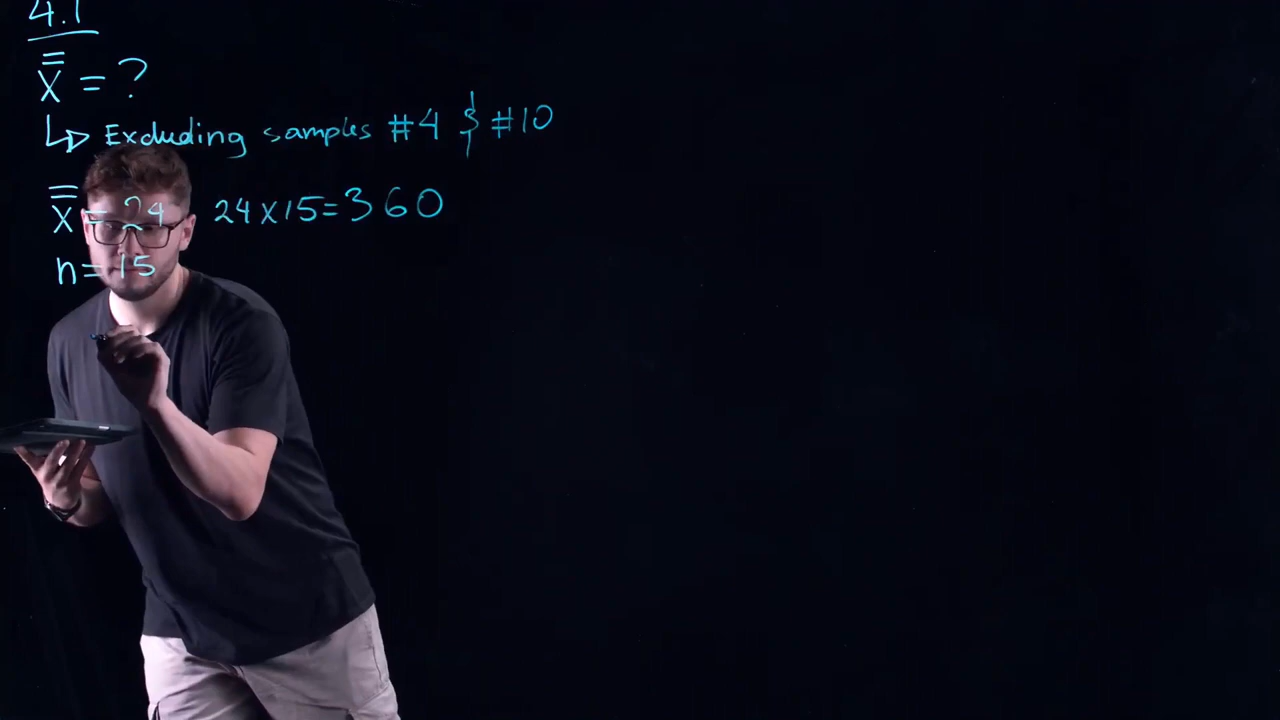 4.1
x̿ = ?
↳ Excluding samples #4 & #10
x̿ = 24 24 x 15 = 360
n = 15